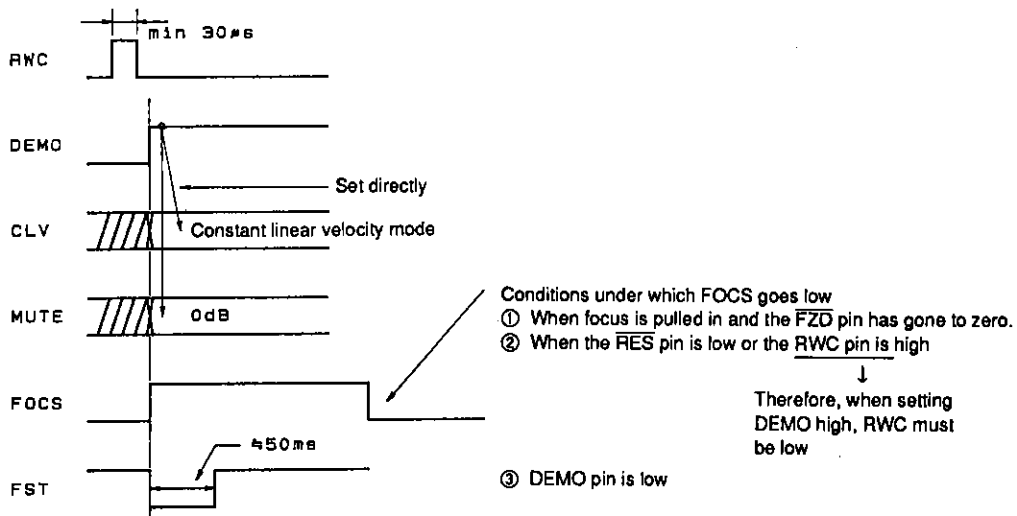 min 30μs
RWC
DEMO
Set directly
CLV
Constant linear velocity mode
MUTE
0dB
Conditions under which FOCS goes low
① When focus is pulled in and the FZD pin has gone to zero.
② When the RES pin is low or the RWC pin is high
↓
Therefore, when setting
DEMO high, RWC must
be low
FOCS
≒50ms
FST
③ DEMO pin is low